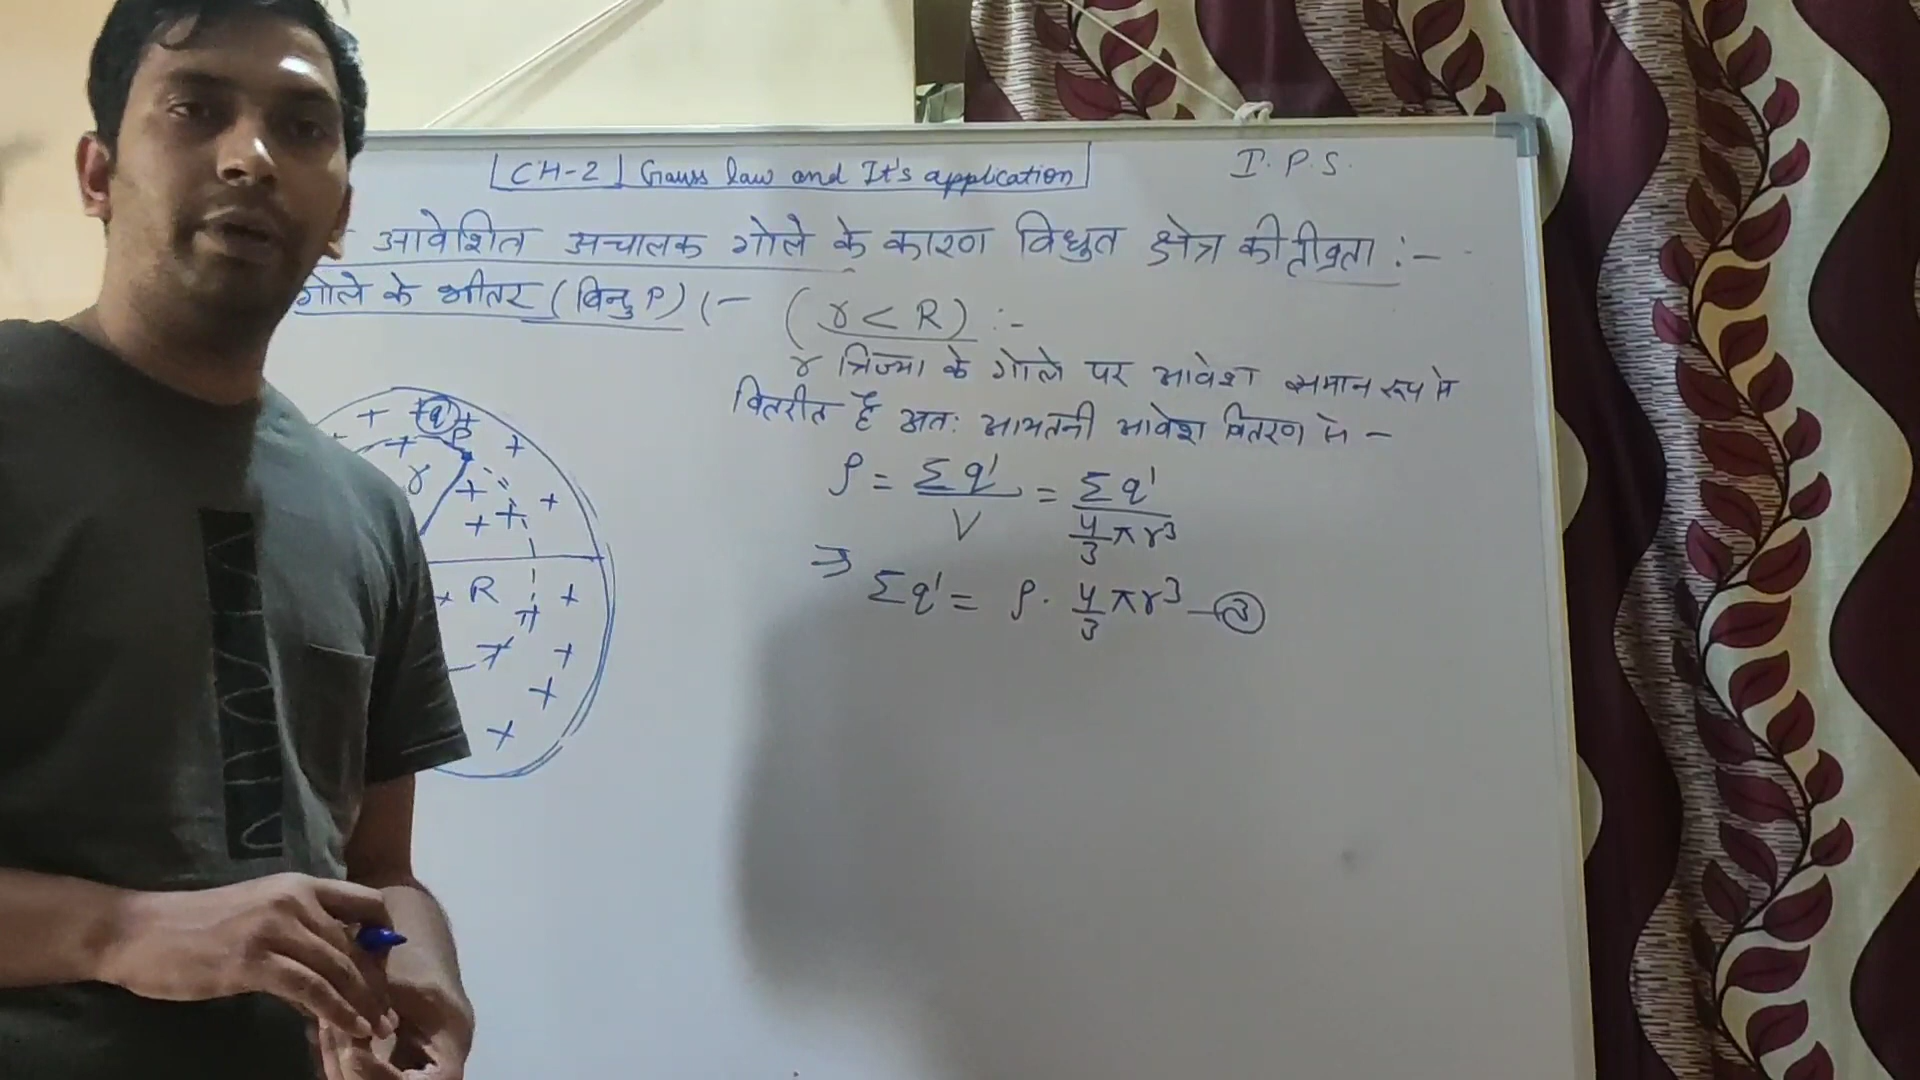 CH-2 Gauss law and It's application
I.P.S.
आवेशित अचालक गोले के कारण विधुत क्षेत्र की तीव्रता :-
गोले के भीतर (बिन्दु P) :- (r < R) :-
r त्रिज्या के गोले पर आवेश समान रूप से
वितरीत है अतः आयतनी आवेश वितरण से -
ρ = Σq'/V = Σq'/(4/3 πr³)
⇒ Σq' = ρ · 4/3 πr³ — ③
q'
P
r
R